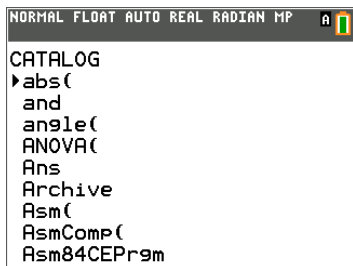 NORMAL FLOAT AUTO REAL RADIAN MP A
CATALOG
▸abs(
and
angle(
ANOVA(
Ans
Archive
Asm(
AsmComp(
Asm84CEPrgm